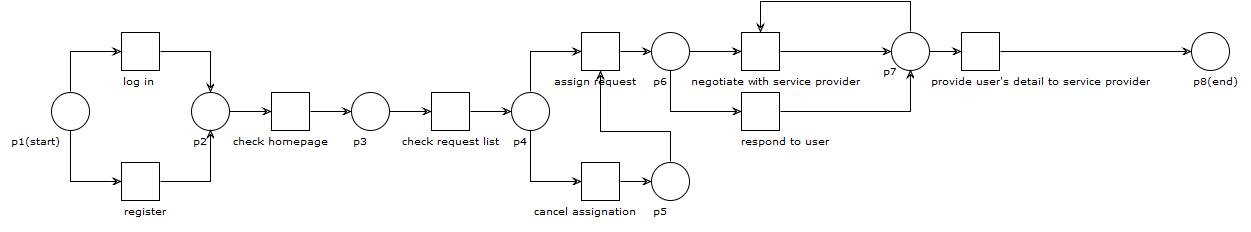 log in
assign request
p6
negotiate with service provider
p7
provide user's detail to service provider
p8(end)
p1(start)
p2
check homepage
p3
check request list
p4
respond to user
register
cancel assignation
p5